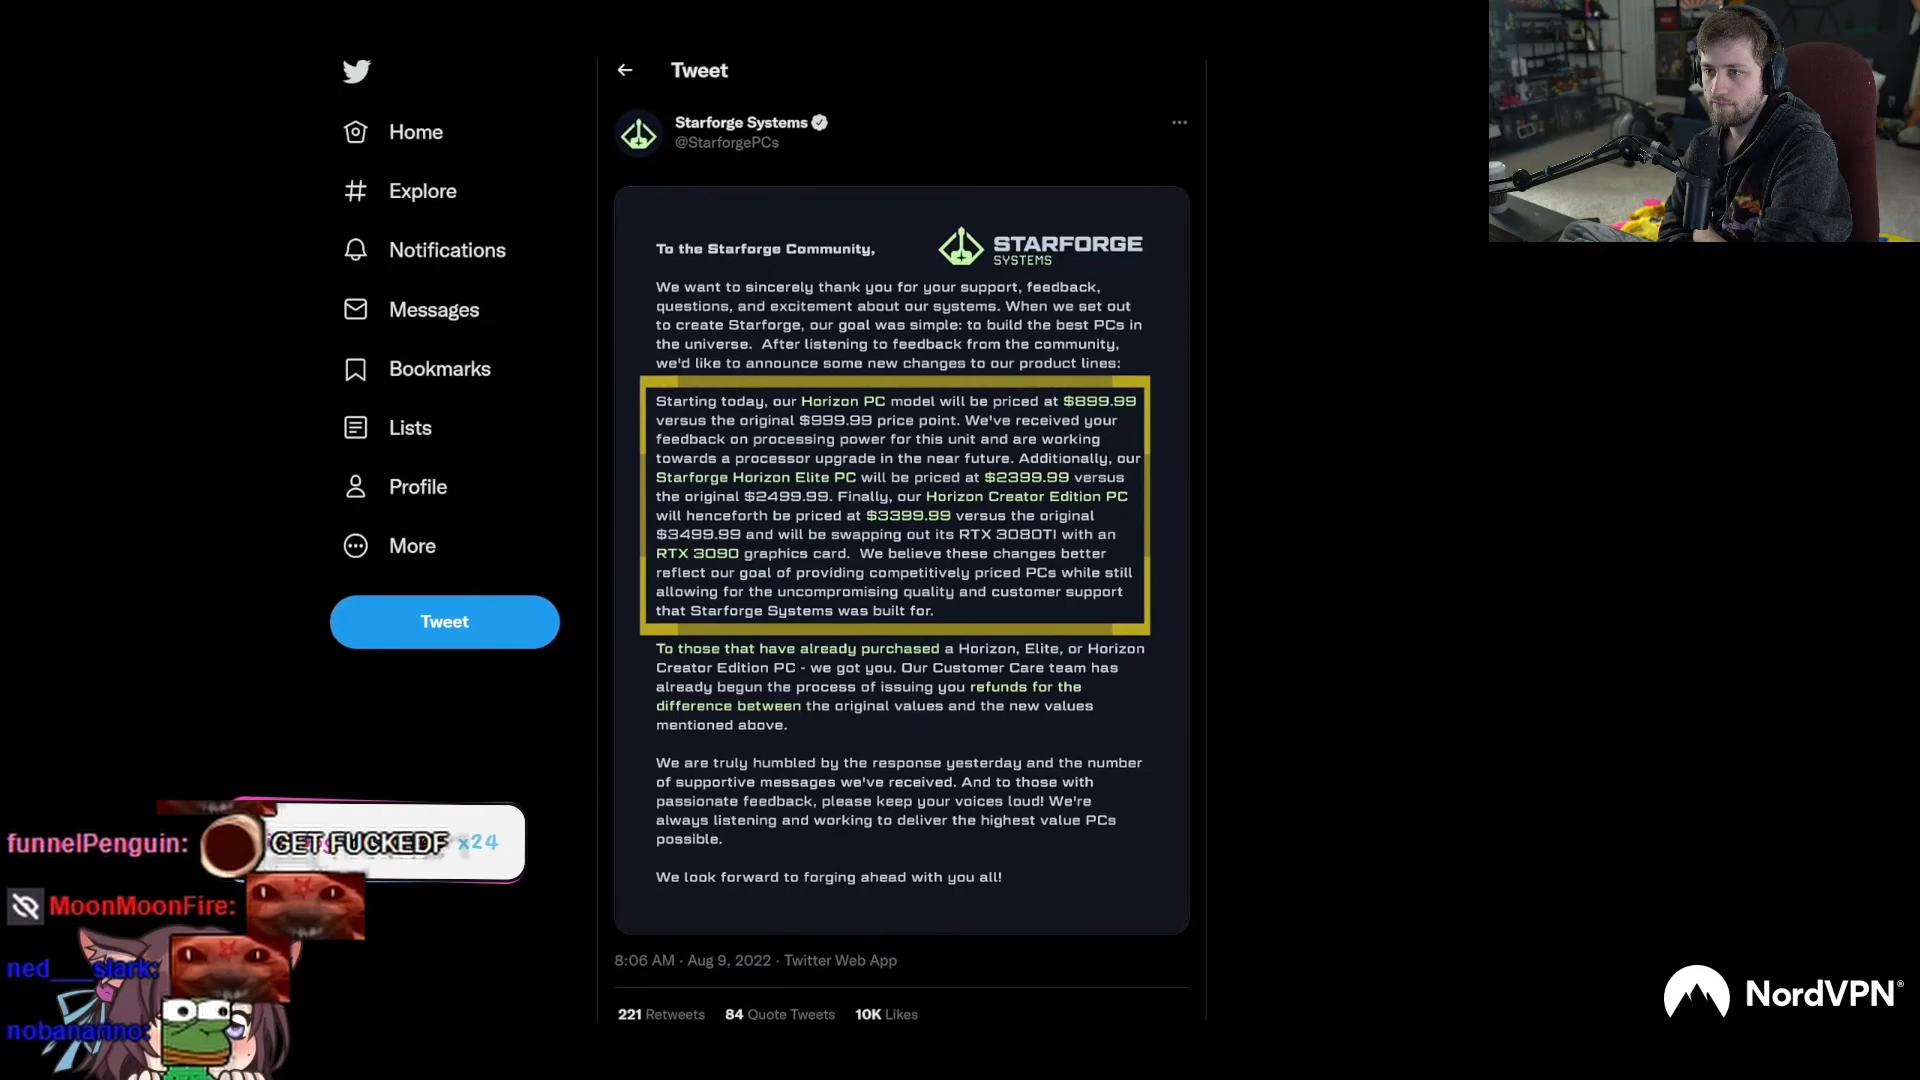 Home
Explore
Notifications
Messages
Bookmarks
Lists
Profile
More
Tweet
Tweet
Starforge Systems
@StarforgePCs
To the Starforge Community,
STARFORGE
SYSTEMS
We want to sincerely thank you for your support, feedback,
questions, and excitement about our systems. When we set out
to create Starforge, our goal was simple: to build the best PCs in
the universe. After listening to feedback from the community,
we'd like to announce some new changes to our product lines:
Starting today, our Horizon PC model will be priced at $899.99
versus the original $999.99 price point. We've received your
feedback on processing power for this unit and are working
towards a processor upgrade in the near future. Additionally, our
Starforge Horizon Elite PC will be priced at $2399.99 versus
the original $2499.99. Finally, our Horizon Creator Edition PC
will henceforth be priced at $3399.99 versus the original
$3499.99 and will be swapping out its RTX 3080TI with an
RTX 3090 graphics card. We believe these changes better
reflect our goal of providing competitively priced PCs while still
allowing for the uncompromising quality and customer support
that Starforge Systems was built for.
To those that have already purchased a Horizon, Elite, or Horizon
Creator Edition PC - we got you. Our Customer Care team has
already begun the process of issuing you refunds for the
difference between the original values and the new values
mentioned above.
We are truly humbled by the response yesterday and the number
of supportive messages we've received. And to those with
passionate feedback, please keep your voices loud! We're
always listening and working to deliver the highest value PCs
possible.
We look forward to forging ahead with you all!
8:06 AM · Aug 9, 2022 · Twitter Web App
221 Retweets 84 Quote Tweets 10K Likes
funnelPenguin: GET FUCKEDF x24
MoonMoonFire:
ned___slark:
nobananno:
NordVPN®